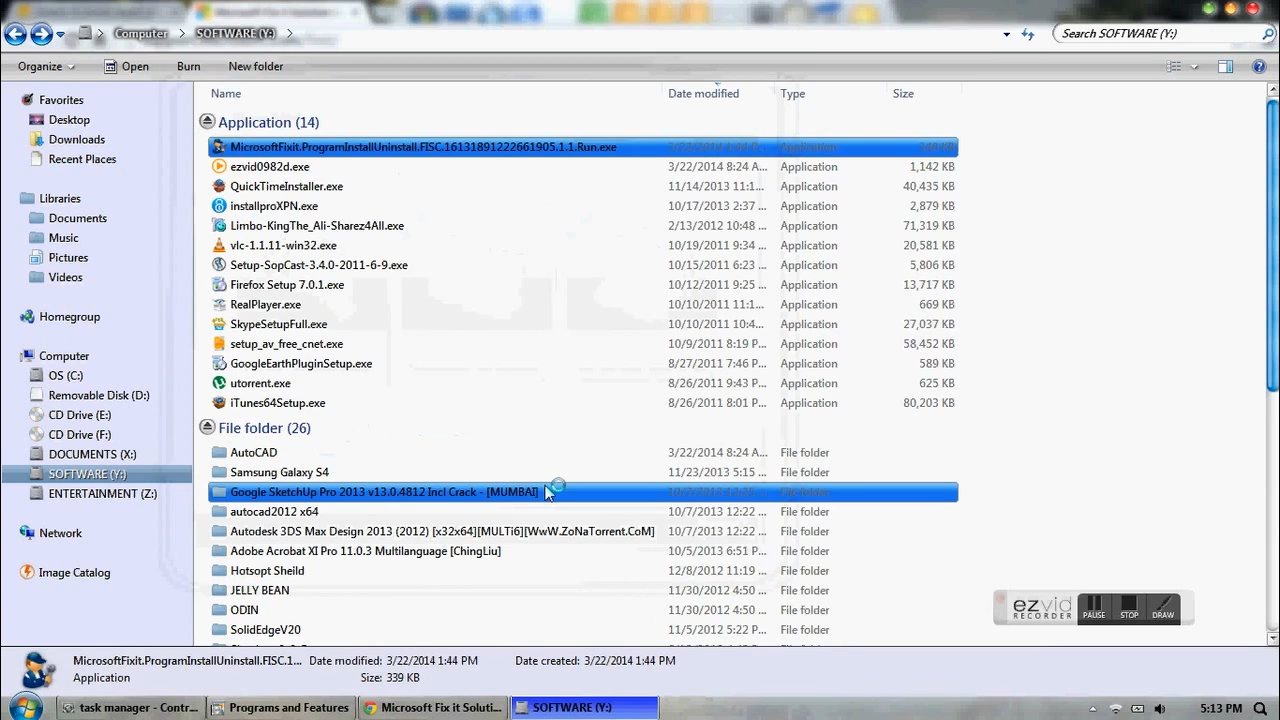 Computer SOFTWARE (Y:) Search SOFTWARE (Y:)
Organize Open Burn New folder
Name Date modified Type Size
Favorites
Desktop
Downloads
Recent Places
Libraries
Documents
Music
Pictures
Videos
Homegroup
Computer
OS (C:)
Removable Disk (D:)
CD Drive (E:)
CD Drive (F:)
DOCUMENTS (X:)
SOFTWARE (Y:)
ENTERTAINMENT (Z:)
Network
Image Catalog
Application (14)
MicrosoftFixit.ProgramInstallUninstall.FISC.16131891222661905.1.1.Run.exe Application
ezvid0982d.exe 3/22/2014 8:24 A... Application 1,142 KB
QuickTimeInstaller.exe 11/14/2013 11:1... Application 40,435 KB
installproXPN.exe 10/17/2013 2:37 ... Application 2,879 KB
Limbo-KingThe_Ali-Sharez4All.exe 2/13/2012 10:48 ... Application 71,319 KB
vlc-1.1.11-win32.exe 10/19/2011 9:34 ... Application 20,581 KB
Setup-SopCast-3.4.0-2011-6-9.exe 10/15/2011 6:23 ... Application 5,806 KB
Firefox Setup 7.0.1.exe 10/12/2011 9:25 ... Application 13,717 KB
RealPlayer.exe 10/10/2011 11:1... Application 669 KB
SkypeSetupFull.exe 10/10/2011 10:4... Application 27,037 KB
setup_av_free_cnet.exe 10/9/2011 8:19 P... Application 58,452 KB
GoogleEarthPluginSetup.exe 8/27/2011 7:46 P... Application 589 KB
utorrent.exe 8/26/2011 9:43 P... Application 625 KB
iTunes64Setup.exe 8/26/2011 8:01 P... Application 80,203 KB
File folder (26)
AutoCAD 3/22/2014 8:24 A... File folder
Samsung Galaxy S4 11/23/2013 5:15 ... File folder
Google SketchUp Pro 2013 v13.0.4812 Incl Crack - [MUMBAI] File folder
autocad2012 x64 10/7/2013 12:22 ... File folder
Autodesk 3DS Max Design 2013 (2012) [x32x64][MULTi6][WwW.ZoNaTorrent.CoM] 10/7/2013 12:22 ... File folder
Adobe Acrobat XI Pro 11.0.3 Multilanguage [ChingLiu] 10/5/2013 6:51 P... File folder
Hotsopt Sheild 12/8/2012 11:19 ... File folder
JELLY BEAN 11/30/2012 4:50 ... File folder
ODIN 11/30/2012 4:50 ... File folder
SolidEdgeV20 11/5/2012 5:22 P... File folder
ezvid
RECORDER
PAUSE STOP DRAW
MicrosoftFixit.ProgramInstallUninstall.FISC.1... Date modified: 3/22/2014 1:44 PM Date created: 3/22/2014 1:44 PM
Application Size: 339 KB
task manager - Contr... Programs and Features Microsoft Fix it Soluti... SOFTWARE (Y:) 5:13 PM